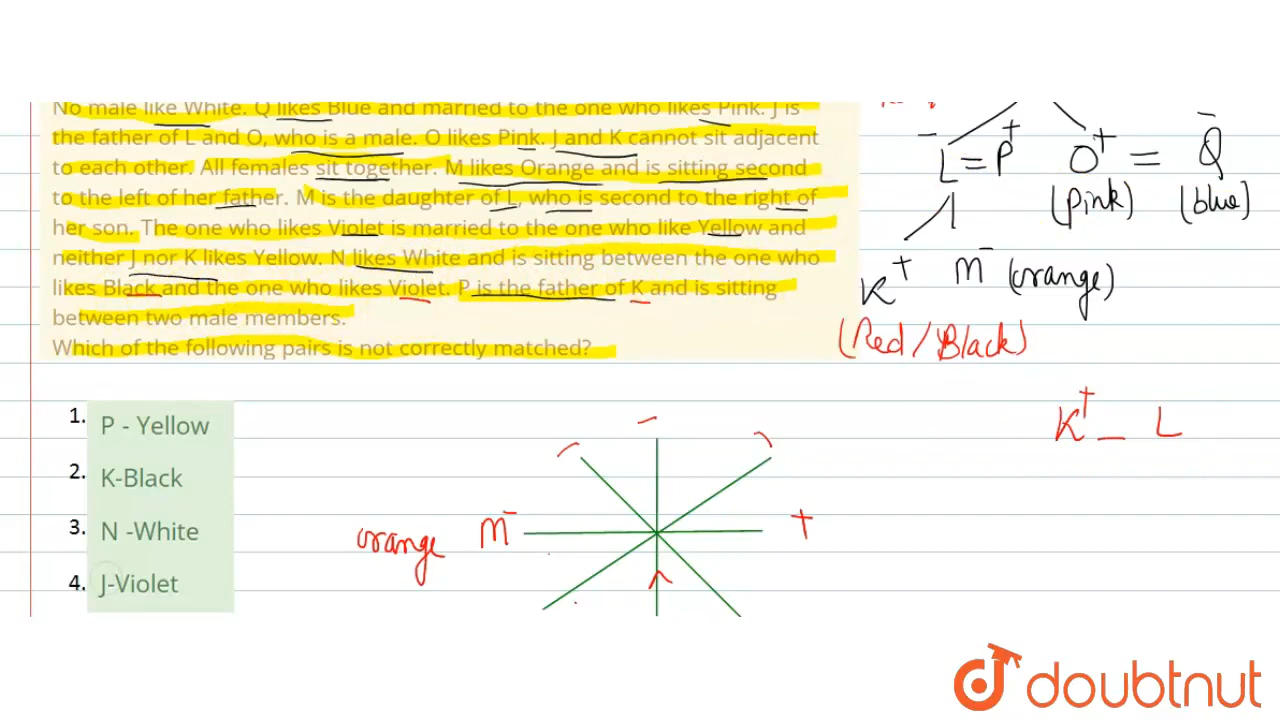 No male like White. Q likes Blue and married to the one who likes Pink. J is
the father of L and O, who is a male. O likes Pink. J and K cannot sit adjacent
to each other. All females sit together. M likes Orange and is sitting second
to the left of her father. M is the daughter of L, who is second to the right of
her son. The one who likes Violet is married to the one who like Yellow and
neither J nor K likes Yellow. N likes White and is sitting between the one who
likes Black and the one who likes Violet. P is the father of K and is sitting
between two male members.
Which of the following pairs is not correctly matched?
1. P - Yellow
2. K-Black
3. N -White
4. J-Violet
L = P+ O+ = Q-
(Pink) (blue)
K+ M- (orange)
(Red/Black)
K+ _ L
orange M- +
doubtnut